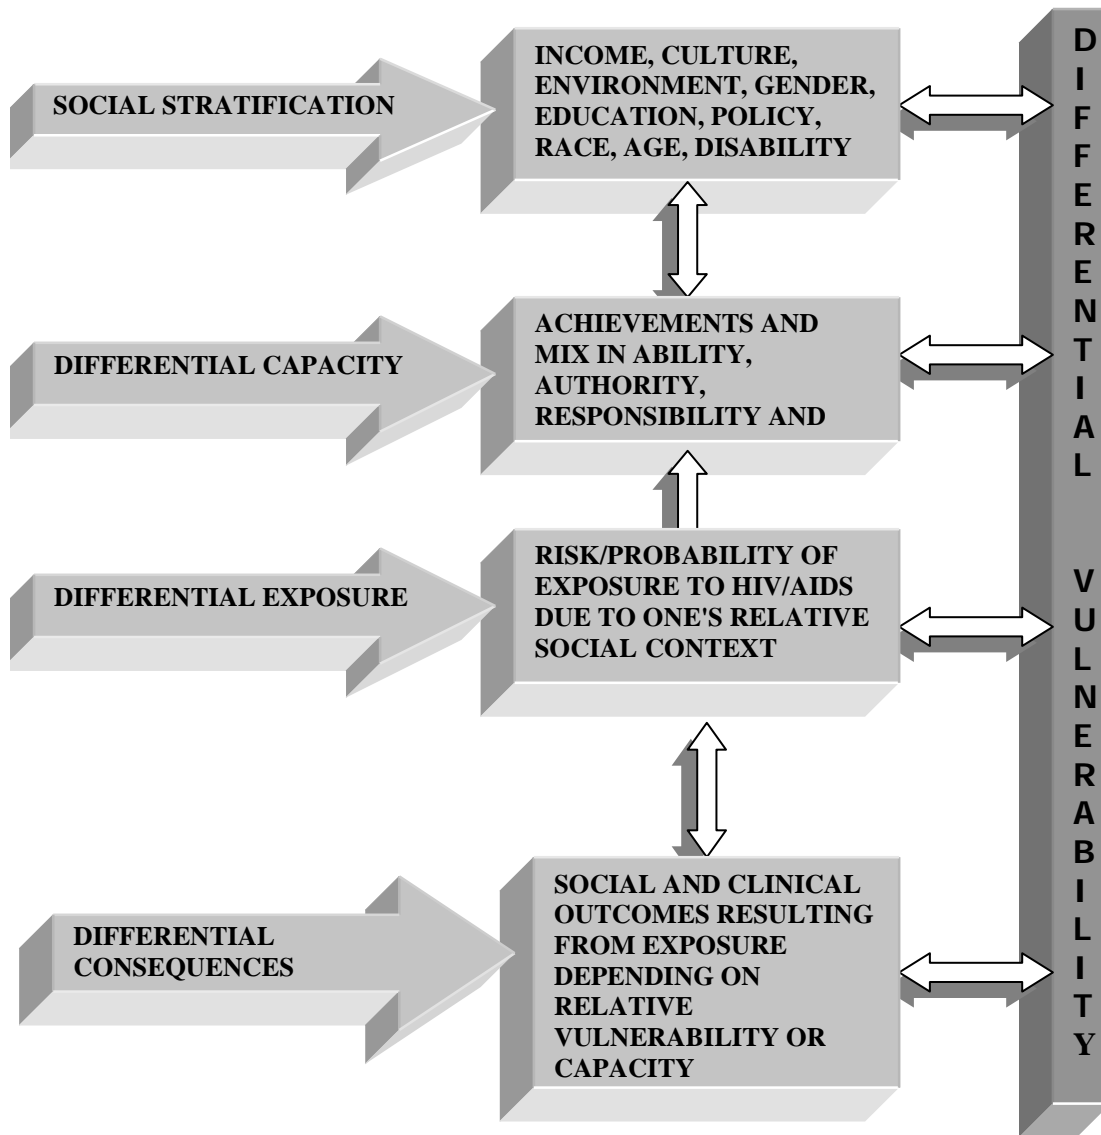 SOCIAL STRATIFICATION
INCOME, CULTURE,
ENVIRONMENT, GENDER,
EDUCATION, POLICY,
RACE, AGE, DISABILITY
DIFFERENTIAL CAPACITY
ACHIEVEMENTS AND
MIX IN ABILITY,
AUTHORITY,
RESPONSIBILITY AND
DIFFERENTIAL EXPOSURE
RISK/PROBABILITY OF
EXPOSURE TO HIV/AIDS
DUE TO ONE'S RELATIVE
SOCIAL CONTEXT
DIFFERENTIAL
CONSEQUENCES
SOCIAL AND CLINICAL
OUTCOMES RESULTING
FROM EXPOSURE
DEPENDING ON
RELATIVE
VULNERABILITY OR
CAPACITY
DIFFERENTIAL VULNERABILITY